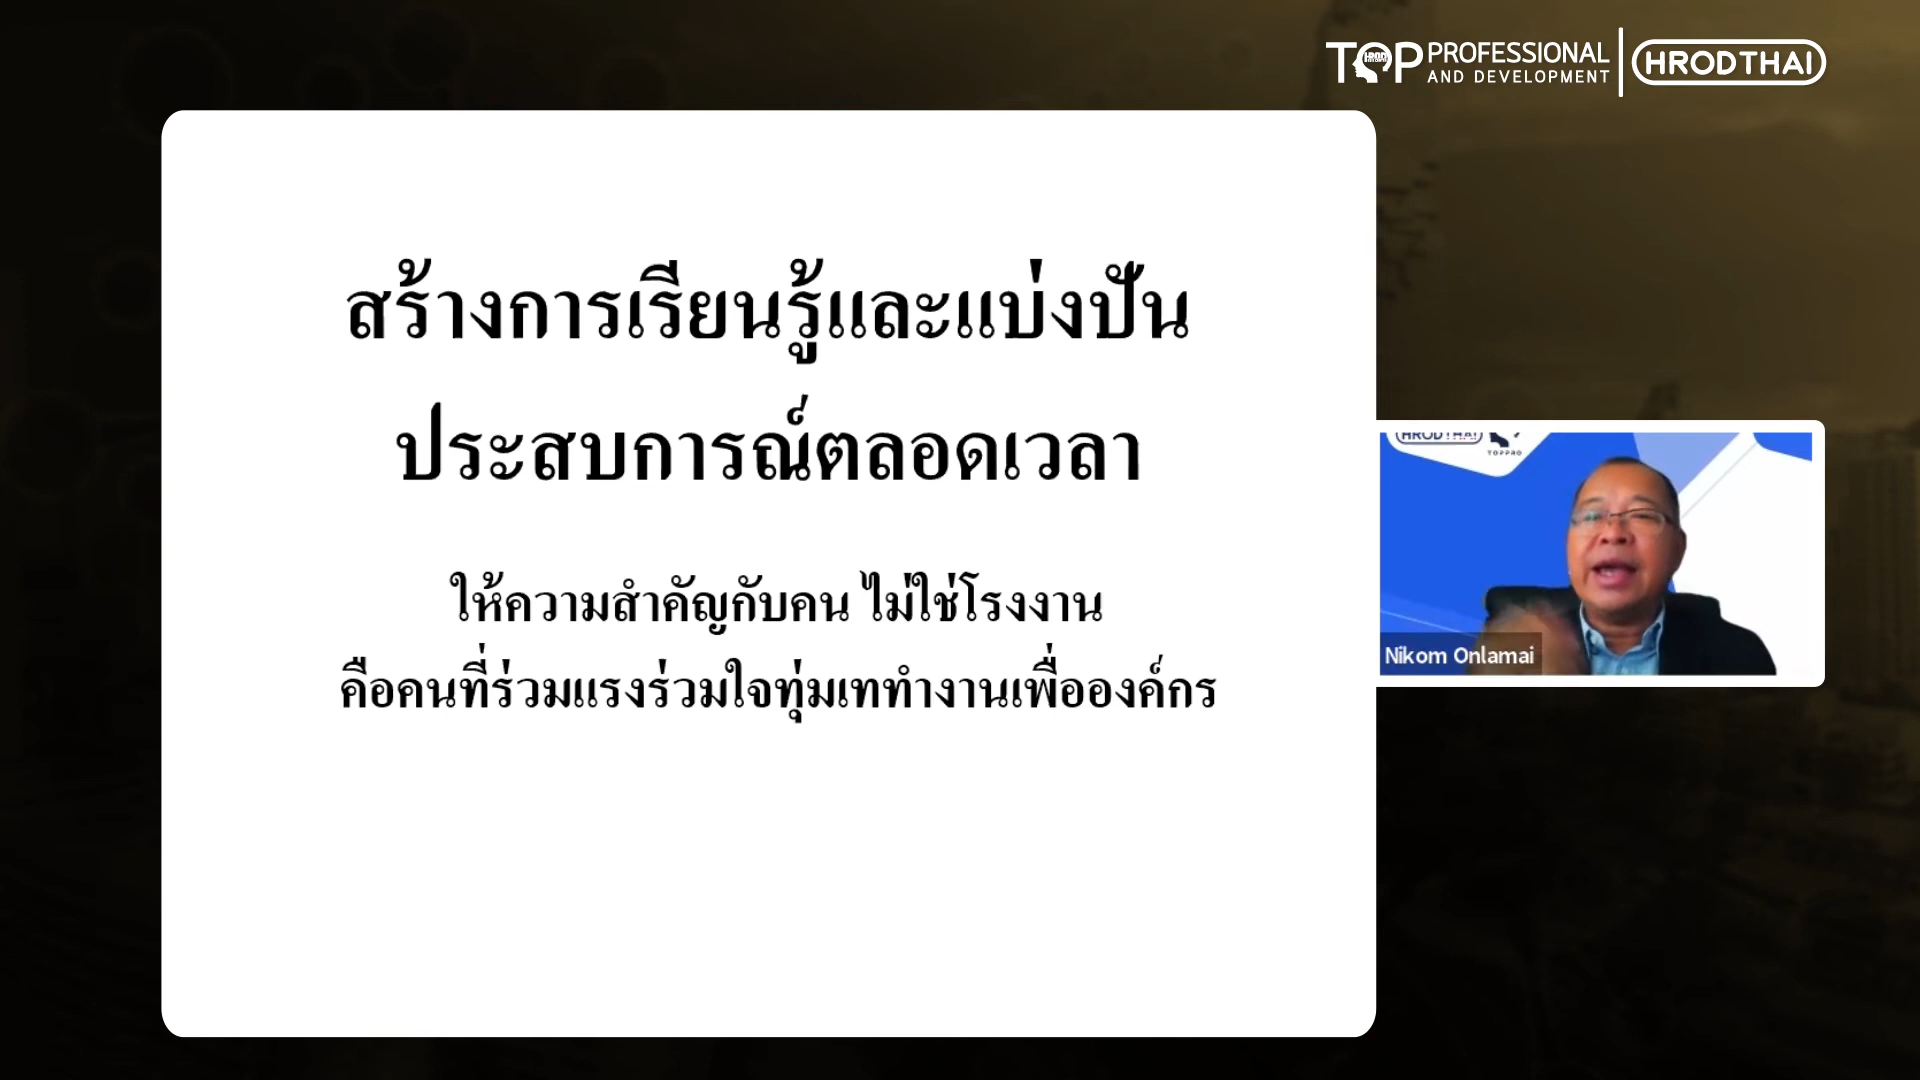 TOP PROFESSIONAL
AND DEVELOPMENT
HRODTHAI
สร้างการเรียนรู้และแบ่งปัน
ประสบการณ์ตลอดเวลา
ให้ความสำคัญกับคน ไม่ใช่โรงงาน
คือคนที่ร่วมแรงร่วมใจทุ่มเททำงานเพื่อองค์กร
HRODTHAI
TOPPRO
Nikom Onlamai